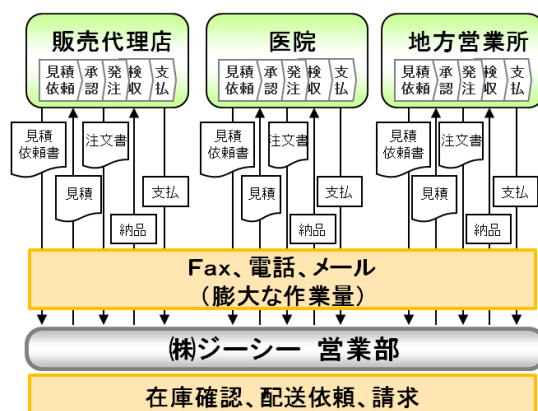 販売代理店
見積依頼
承認
発注
検収
支払
医院
見積依頼
承認
発注
検収
支払
地方営業所
見積依頼
承認
発注
検収
支払
見積
依頼書
注文書
見積
支払
納品
見積
依頼書
注文書
見積
支払
納品
見積
依頼書
注文書
見積
支払
納品
Fax、電話、メール
(膨大な作業量)
㈱ジーシー 営業部
在庫確認、配送依頼、請求